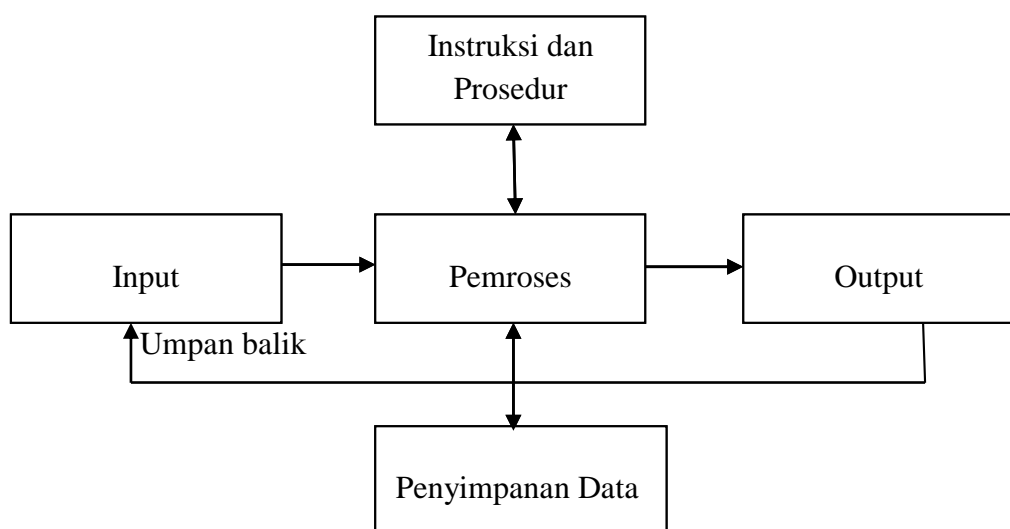 Instruksi dan
Prosedur
Input
Pemroses
Output
Umpan balik
Penyimpanan Data